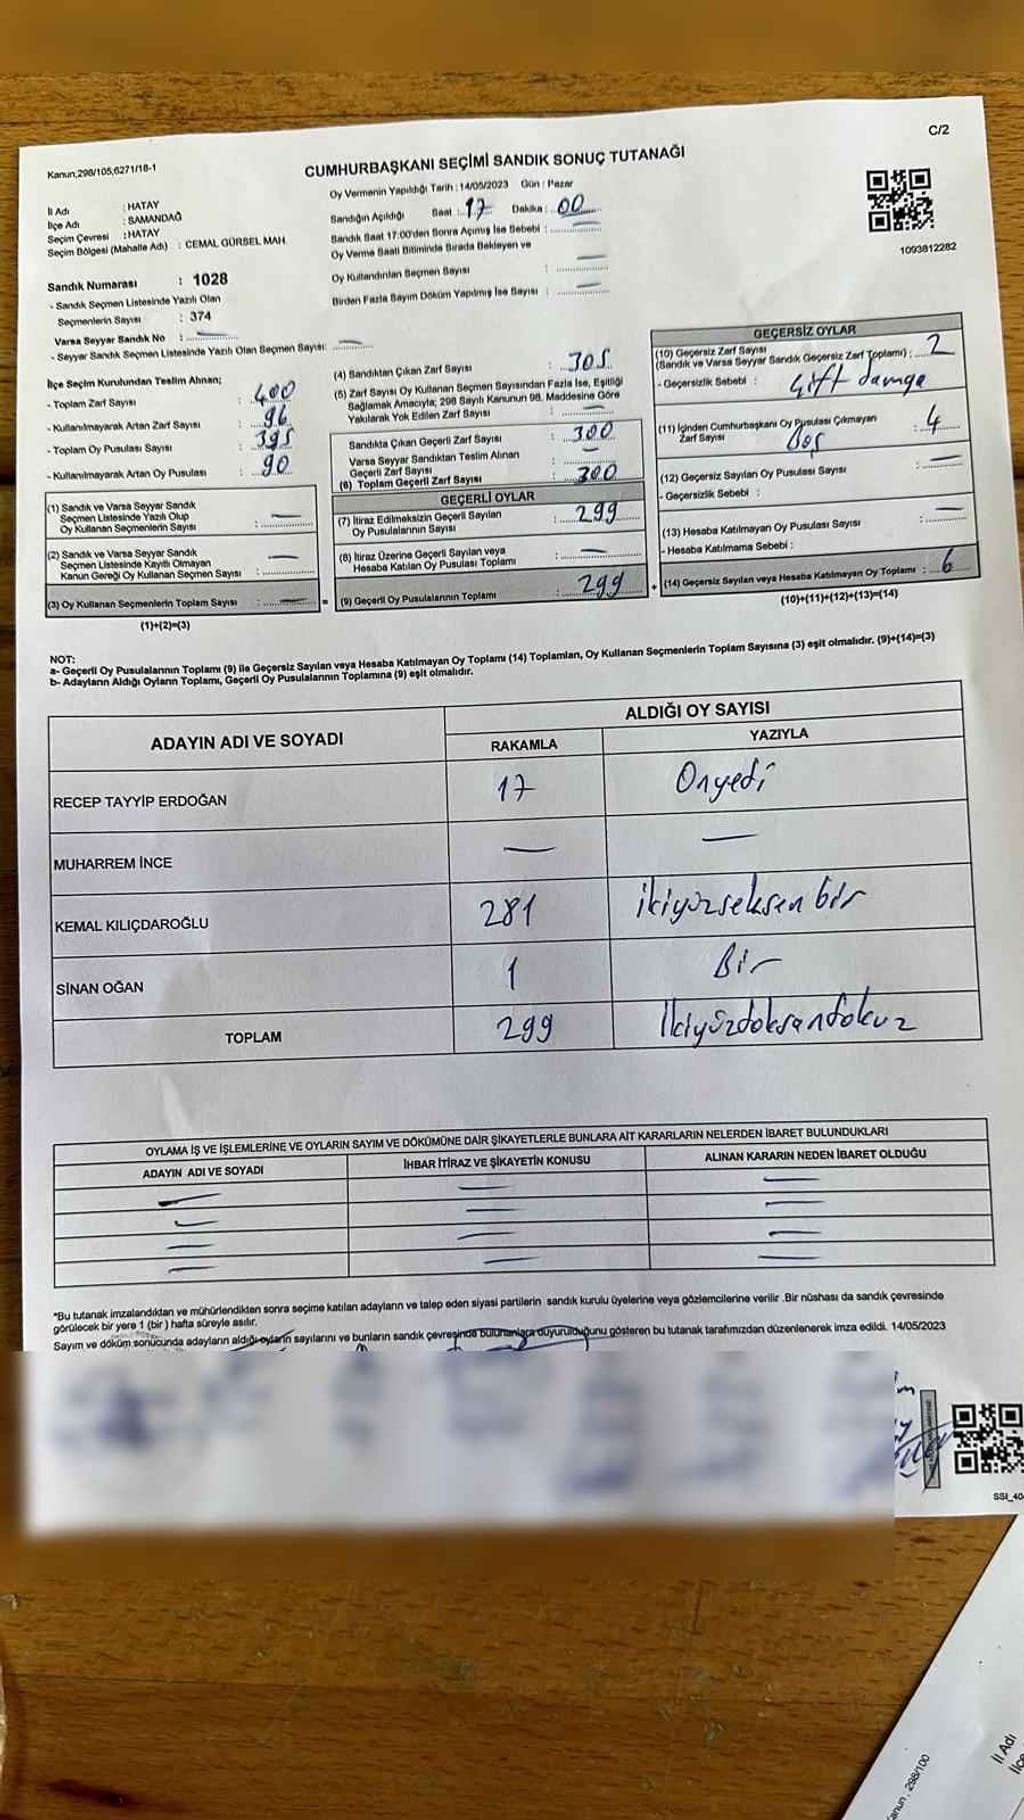 C/2
Kanun,298/105,6271/18-1
CUMHURBAŞKANI SEÇİMİ SANDIK SONUÇ TUTANAĞI
Oy Vermenin Yapıldığı Tarih : 14/05/2023 Gün : Pazar
İl Adı : HATAY
İlçe Adı : SAMANDAĞ
Seçim Çevresi : HATAY
Seçim Bölgesi (Mahalle Adı) : CEMAL GÜRSEL MAH.
Sandığın Açıldığı Saat : 17 Dakika : 00
Sandık Saat 17:00'den Sonra Açımış İse Sebebi :
Oy Verme Saati Bitiminde Sırada Bekleyen ve
Oy Kullandırılan Seçmen Sayısı :
Birden Fazla Sayım Döküm Yapılmış İse Sayısı :
1093812282
Sandık Numarası : 1028
- Sandık Seçmen Listesinde Yazılı Olan
Seçmenlerin Sayısı : 374
Varsa Seyyar Sandık No : —
- Seyyar Sandık Seçmen Listesinde Yazılı Olan Seçmen Sayısı: —
İlçe Seçim Kurulundan Teslim Alınan;
- Toplam Zarf Sayısı : 400
- Kullanılmayarak Artan Zarf Sayısı : 96
- Toplam Oy Pusulası Sayısı : 395
- Kullanılmayarak Artan Oy Pusulası : 90
(1) Sandık ve Varsa Seyyar Sandık
Seçmen Listesinde Yazılı Olup
Oy Kullanan Seçmenlerin Sayısı : —
(2) Sandık ve Varsa Seyyar Sandık
Seçmen Listesinde Kayıtlı Olmayan
Kanun Gereği Oy Kullanan Seçmen Sayısı : —
(3) Oy Kullanan Seçmenlerin Toplam Sayısı : —
(1)+(2)=(3)
(4) Sandıktan Çıkan Zarf Sayısı : 305
(5) Zarf Sayısı Oy Kullanan Seçmen Sayısından Fazla İse, Eşitliği
Sağlamak Amacıyla; 298 Sayılı Kanunun 98. Maddesine Göre
Yakılarak Yok Edilen Zarf Sayısı : —
Sandıkta Çıkan Geçerli Zarf Sayısı : 300
Varsa Seyyar Sandıktan Teslim Alınan
Geçerli Zarf Sayısı : —
(6) Toplam Geçerli Zarf Sayısı : 300
GEÇERLİ OYLAR
(7) İtiraz Edilmeksizin Geçerli Sayılan
Oy Pusulalarının Sayısı : 299
(8) İtiraz Üzerine Geçerli Sayılan veya
Hesaba Katılan Oy Pusulası Toplamı : —
= (9) Geçerli Oy Pusulalarının Toplamı : 299
GEÇERSİZ OYLAR
(10) Geçersiz Zarf Sayısı
(Sandık ve Varsa Seyyar Sandık Geçersiz Zarf Toplamı) : 2
- Geçersizlik Sebebi : Çift damga
(11) İçinden Cumhurbaşkanı Oy Pusulası Çıkmayan
Zarf Sayısı : 4
Boş
(12) Geçersiz Sayılan Oy Pusulası Sayısı : —
- Geçersizlik Sebebi :
(13) Hesaba Katılmayan Oy Pusulası Sayısı : —
- Hesaba Katılmama Sebebi :
+ (14) Geçersiz Sayılan veya Hesaba Katılmayan Oy Toplamı : 6
(10)+(11)+(12)+(13)=(14)
NOT:
a- Geçerli Oy Pusulalarının Toplamı (9) ile Geçersiz Sayılan veya Hesaba Katılmayan Oy Toplamı (14) Toplamları, Oy Kullanan Seçmenlerin Toplam Sayısına (3) eşit olmalıdır. (9)+(14)=(3)
b- Adayların Aldığı Oyların Toplamı, Geçerli Oy Pusulalarının Toplamına (9) eşit olmalıdır.
ADAYIN ADI VE SOYADI
ALDIĞI OY SAYISI
RAKAMLA YAZIYLA
RECEP TAYYİP ERDOĞAN 17 Onyedi
MUHARREM İNCE — —
KEMAL KILIÇDAROĞLU 281 ikiyüzseksen bir
SİNAN OĞAN 1 Bir
TOPLAM 299 İkiyüzdoksandokuz
OYLAMA İŞ VE İŞLEMLERİNE VE OYLARIN SAYIM VE DÖKÜMÜNE DAİR ŞİKAYETLERLE BUNLARA AİT KARARLARIN NELERDEN İBARET BULUNDUKLARI
ADAYIN ADI VE SOYADI İHBAR İTİRAZ VE ŞİKAYETİN KONUSU ALINAN KARARIN NEDEN İBARET OLDUĞU
*Bu tutanak imzalandıktan ve mühürlendikten sonra seçime katılan adayların ve talep eden siyasi partilerin sandık kurulu üyelerine veya gözlemcilerine verilir .Bir nüshası da sandık çevresinde
görülecek bir yere 1 (bir ) hafta süreyle asılır.
Sayım ve döküm sonucunda adayların aldığı oyların sayılarını ve bunların sandık çevresinde bulunanlara duyurulduğunu gösteren bu tutanak tarafımızdan düzenlenerek imza edildi. 14/05/2023
SSI_40
İl Adı
İlçe
Kanun , 298/100